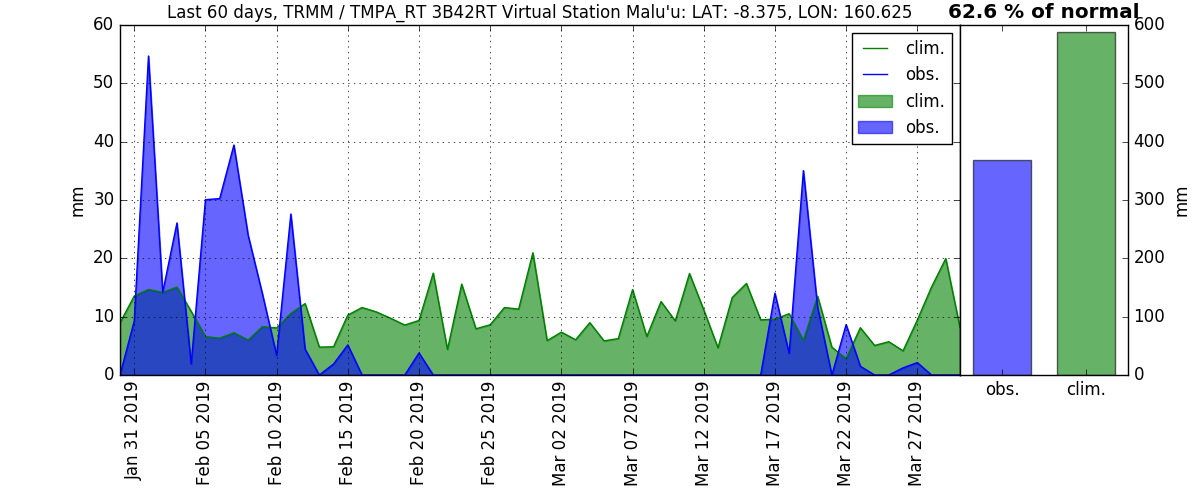 Last 60 days, TRMM / TMPA_RT 3B42RT Virtual Station Malu'u: LAT: -8.375, LON: 160.625
62.6 % of normal
60
50
40
30
20
10
0
mm
clim.
obs.
clim.
obs.
Jan 31 2019
Feb 05 2019
Feb 10 2019
Feb 15 2019
Feb 20 2019
Feb 25 2019
Mar 02 2019
Mar 07 2019
Mar 12 2019
Mar 17 2019
Mar 22 2019
Mar 27 2019
600
500
400
300
200
100
0
mm
obs.
clim.